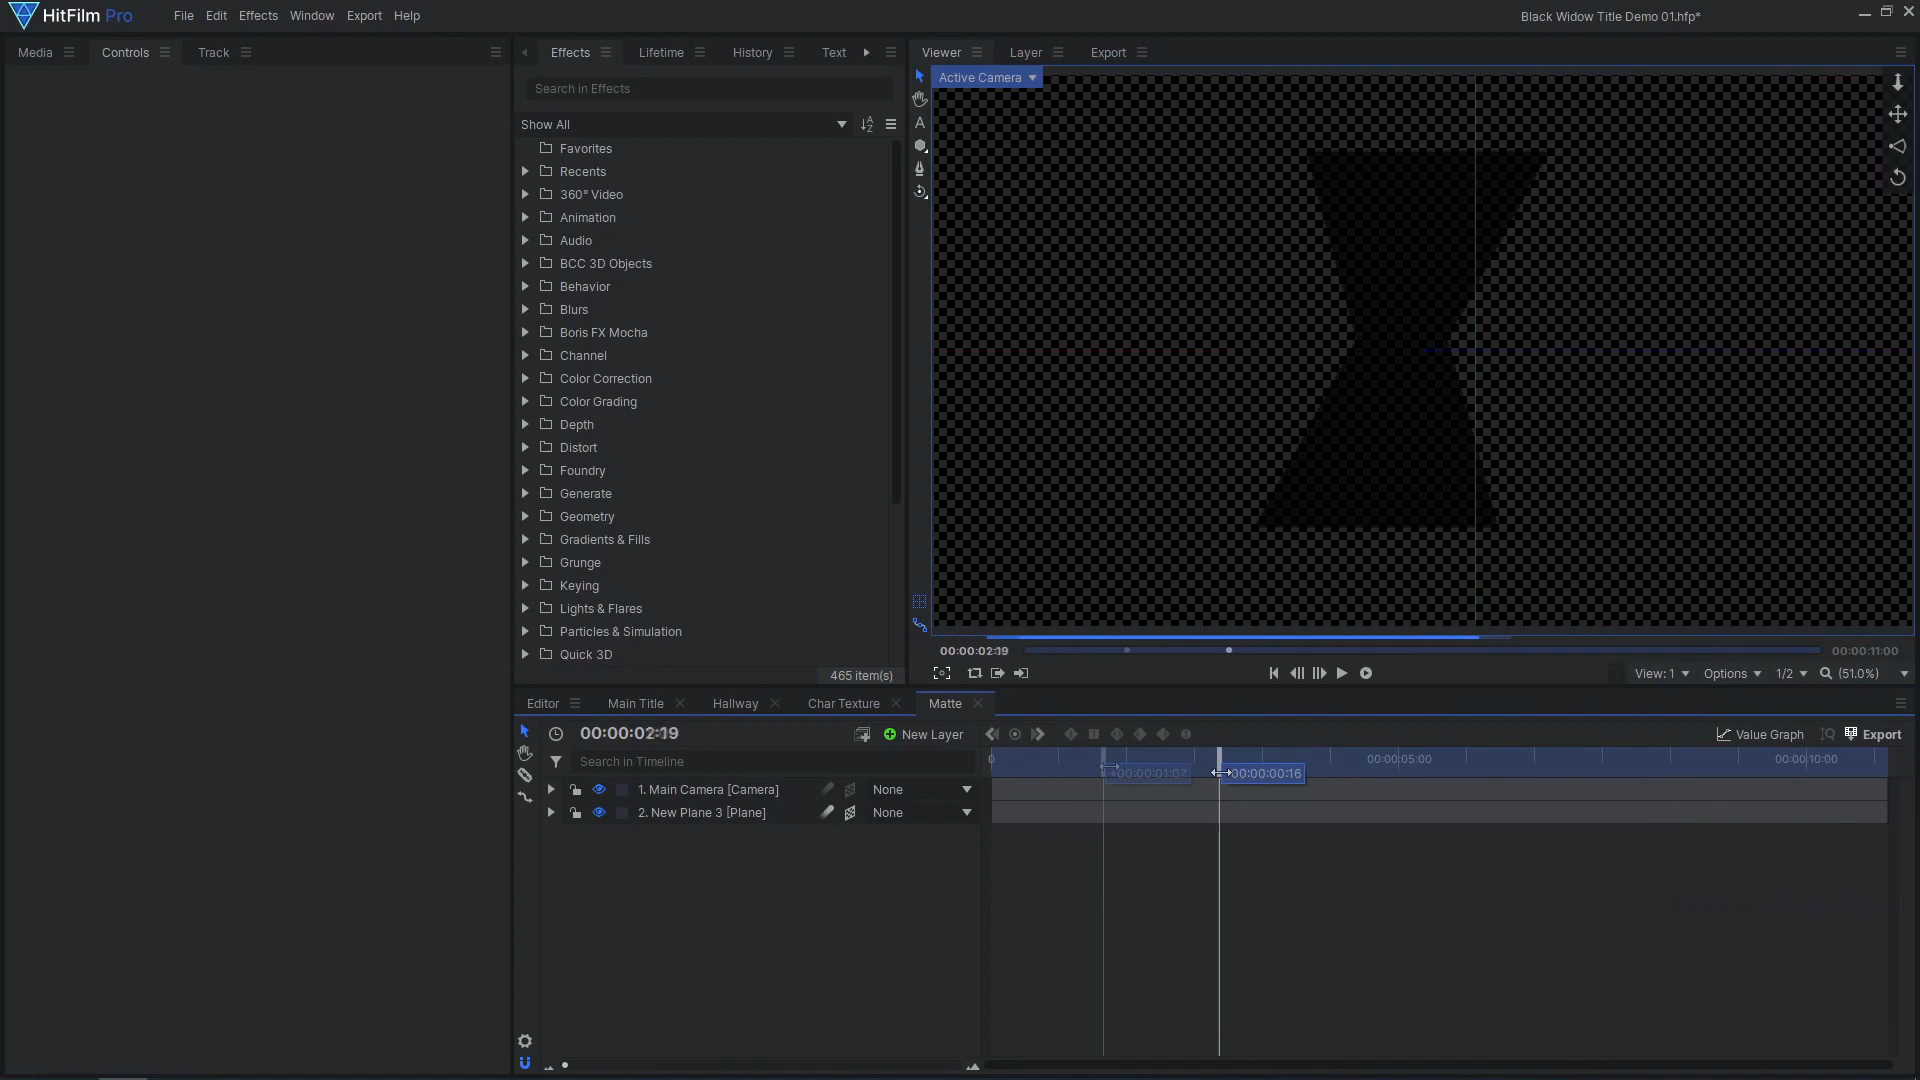 HitFilm Pro
File Edit Effects Window Export Help
Black Widow Title Demo 01.hfp*
Media Controls Track
Effects Lifetime History Text
Viewer Layer Export
Search in Effects
Active Camera
Show All
A
Favorites
Recents
360° Video
Animation
Audio
BCC 3D Objects
Behavior
Blurs
Boris FX Mocha
Channel
Color Correction
Color Grading
Depth
Distort
Foundry
Generate
Geometry
Gradients & Fills
Grunge
Keying
Lights & Flares
Particles & Simulation
Quick 3D
465 item(s)
00:00:02:19
00:00:11:00
View: 1 Options 1/2 (51.0%)
Editor Main Title Hallway Char Texture Matte
00:00:02:19
New Layer
Value Graph
Export
Search in Timeline
0
00:00:05:00
00:00:10:00
+00:00:01:07
00:00:00:16
1. Main Camera [Camera] None
2. New Plane 3 [Plane] None